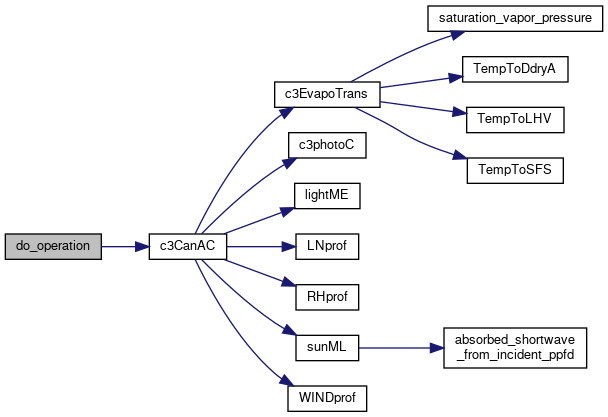 do_operation
c3CanAC
c3EvapoTrans
saturation_vapor_pressure
TempToDdryA
TempToLHV
TempToSFS
c3photoC
lightME
LNprof
RHprof
sunML
absorbed_shortwave
_from_incident_ppfd
WINDprof